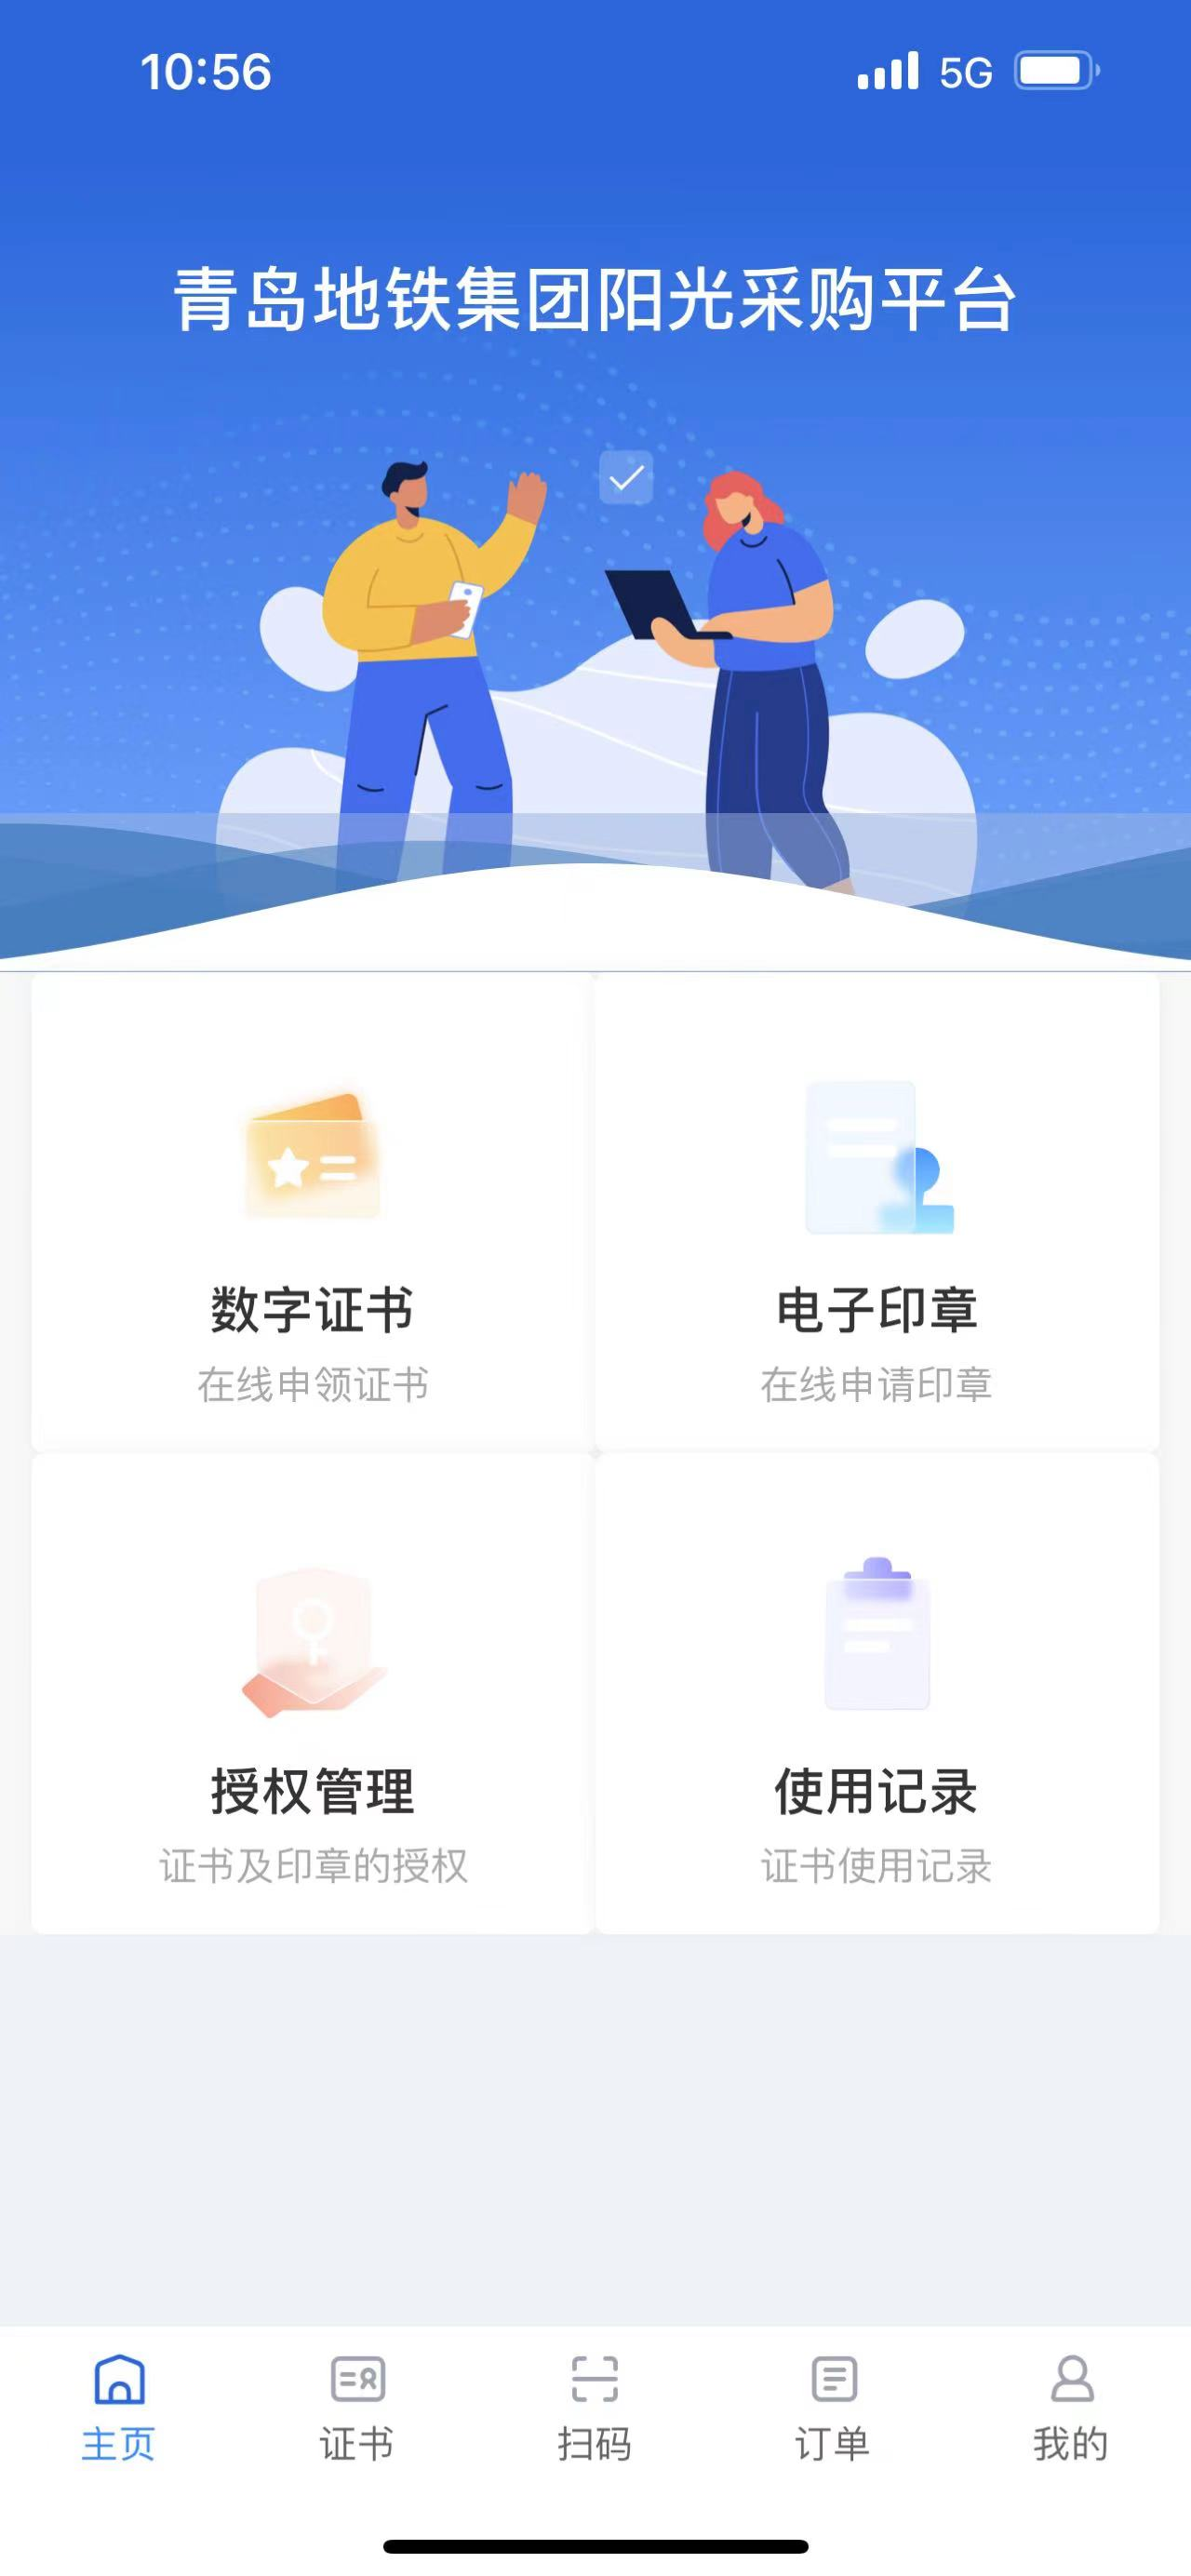 10:56
5G
青岛地铁集团阳光采购平台
数字证书
电子印章
在线申领证书
在线申请印章
授权管理
使用记录
证书及印章的授权
证书使用记录
主页
证书
扫码
订单
我的